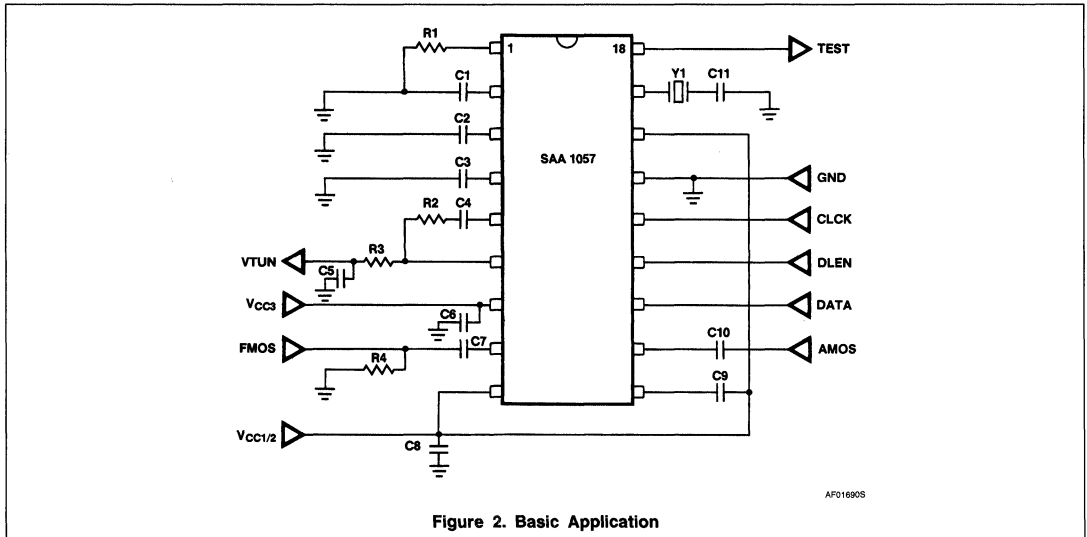 R1
1
18
TEST
C1
Y1
C11
C2
SAA 1057
C3
GND
R2
C4
CLCK
VTUN
R3
DLEN
C5
VCC3
C6
DATA
FMOS
C7
C10
AMOS
R4
C9
VCC1/2
C8
AF01690S
Figure 2. Basic Application